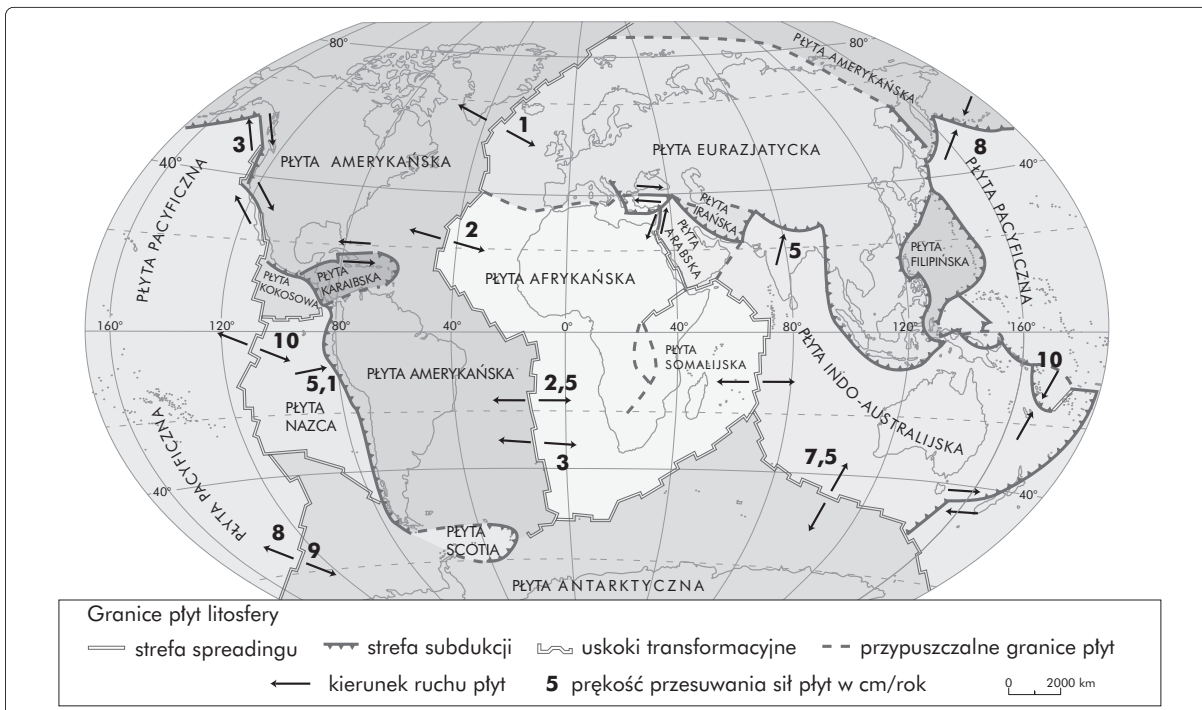 80°
80°
PŁYTA AMERYKAŃSKA
1
3
8
40°
40°
PŁYTA AMERYKAŃSKA
PŁYTA EURAZJATYCKA
PŁYTA PACYFICZNA
PŁYTA PACYFICZNA
PŁYTA
IRAŃSKA
2
5
PŁYTA
ARABSKA
PŁYTA
FILIPIŃSKA
PŁYTA AFRYKAŃSKA
PŁYTA
KOKOSOWA
PŁYTA
KARAIBSKA
160°
120°
80°
40°
0°
40°
80°
120°
160°
10
PŁYTA
SOMALIJSKA
10
5,1
PŁYTA AMERYKAŃSKA
2,5
PŁYTA
NAZCA
PŁYTA INDO-AUSTRALIJSKA
3
7,5
PŁYTA PACYFICZNA
40°
40°
8
9
PŁYTA
SCOTIA
PŁYTA ANTARKTYCZNA
Granice płyt litosfery
strefa spreadingu
strefa subdukcji
uskoki transformacyjne
przypuszczalne granice płyt
kierunek ruchu płyt
5 prękość przesuwania sił płyt w cm/rok
0 2000 km